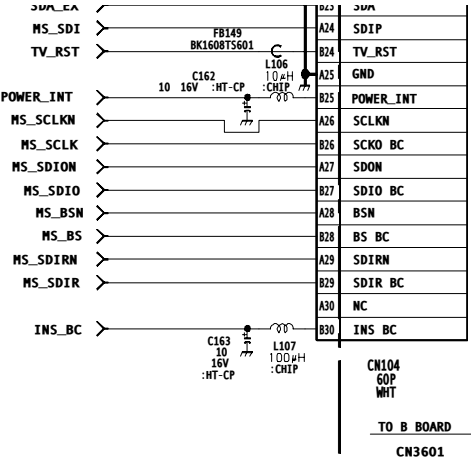 SDA_EX B23 SDA
MS_SDI A24 SDIP
FB149
TV_RST BK1608TS601 B24 TV_RST
L106
C162 10μH A25 GND
10 16V :HT-CP :CHIP
POWER_INT B25 POWER_INT
MS_SCLKN A26 SCLKN
MS_SCLK B26 SCKO BC
MS_SDION A27 SDON
MS_SDIO B27 SDIO BC
MS_BSN A28 BSN
MS_BS B28 BS BC
MS_SDIRN A29 SDIRN
MS_SDIR B29 SDIR BC
A30 NC
INS_BC B30 INS BC
C163
10
16V
:HT-CP
L107
100μH
:CHIP
CN104
60P
WHT
TO B BOARD
CN3601